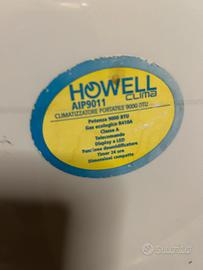 HOWELL
clima
AIP9011
CLIMATIZZATORE PORTATILE 9000 BTU
Potenza 9000 BTU
Gas ecologico R410A
Classe A
Telecomando
Display a LED
Funzione deumidificatore
Timer 24 ore
Dimensioni compatte
subito